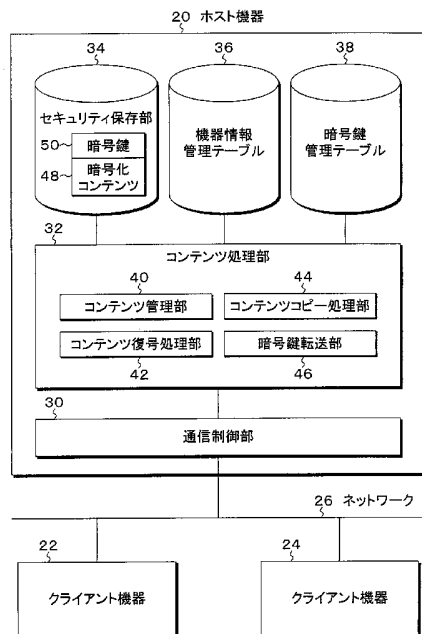 20 ホスト機器
34
36
38
セキュリティ保存部
50
暗号鍵
48
暗号化
コンテンツ
機器情報
管理テーブル
暗号鍵
管理テーブル
32
コンテンツ処理部
40
44
コンテンツ管理部
コンテンツコピー処理部
コンテンツ復号処理部
暗号鍵転送部
42
46
30
通信制御部
26 ネットワーク
22
24
クライアント機器
クライアント機器